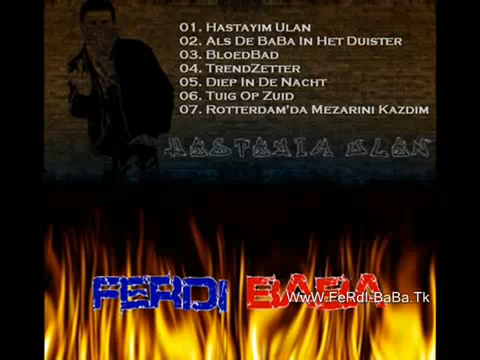 01. Hastayim Ulan
02. Als De BaBa In Het Duister
03. BloedBad
04. TrendZetter
05. Diep In De Nacht
06. Tuig Op Zuid
07. Rotterdam'da Mezarini Kazdim
HASTAYIM ULAN
FERDI BABA
WwW.FeRdI-BaBa.Tk